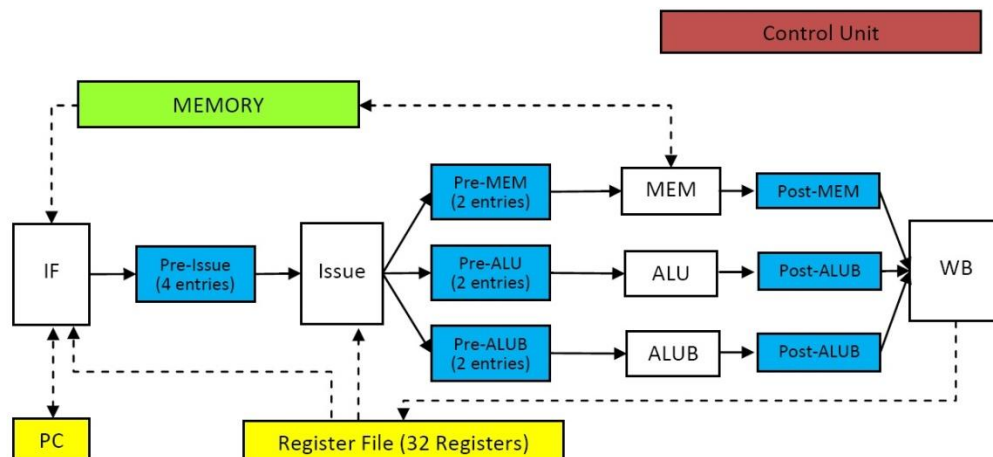 Control Unit
MEMORY
Pre-MEM
(2 entries)
MEM
Post-MEM
IF
Pre-Issue
(4 entries)
Issue
Pre-ALU
(2 entries)
ALU
Post-ALUB
WB
Pre-ALUB
(2 entries)
ALUB
Post-ALUB
PC
Register File (32 Registers)